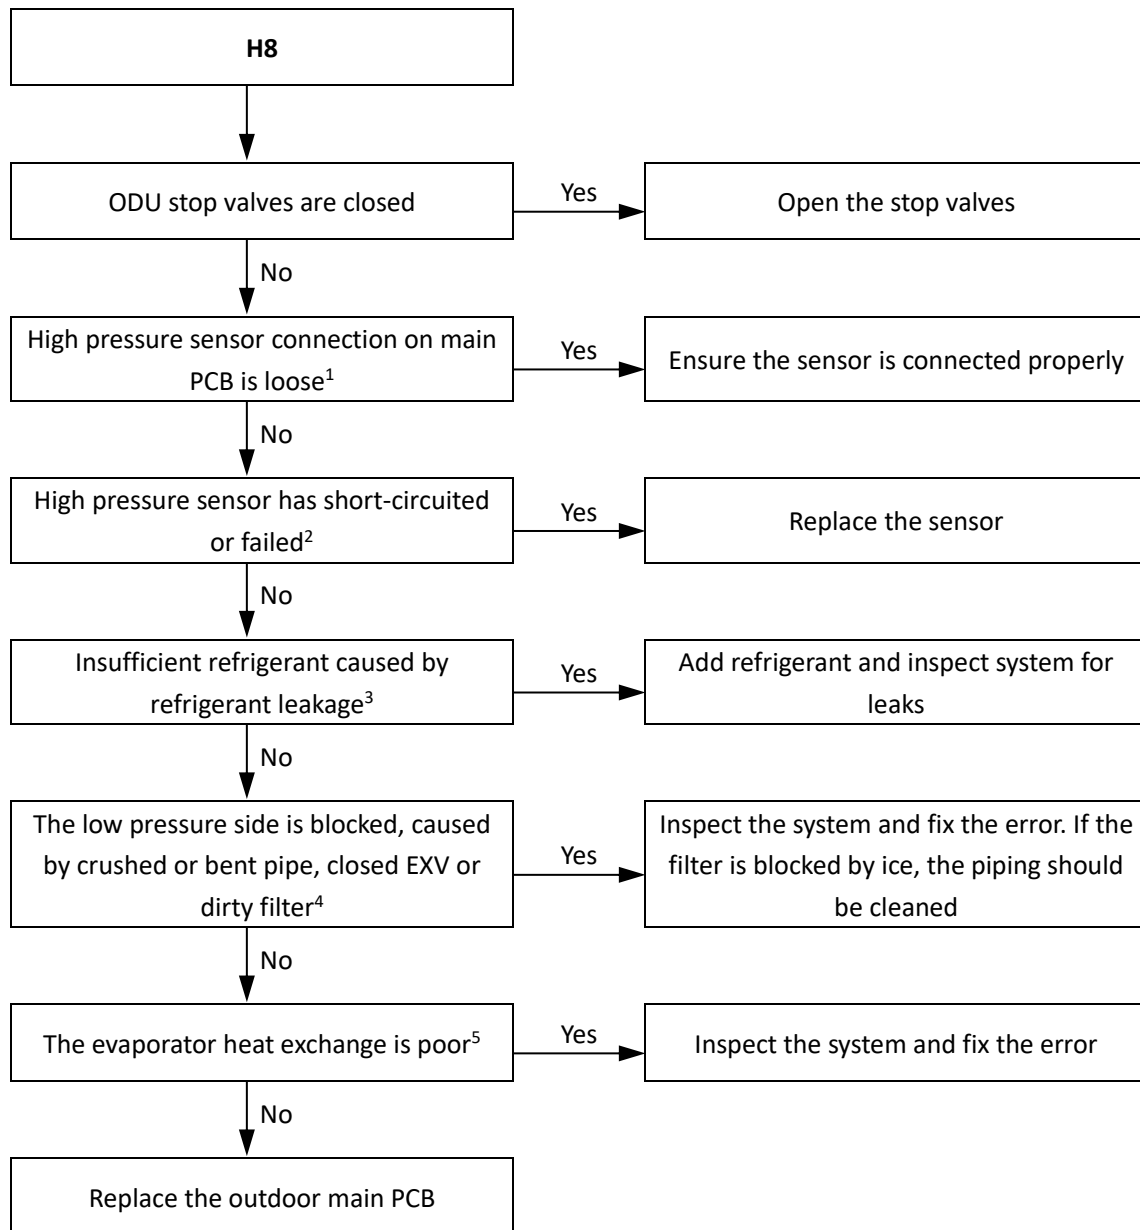 H8
ODU stop valves are closed
Yes
Open the stop valves
No
High pressure sensor connection on main
PCB is loose¹
Yes
Ensure the sensor is connected properly
No
High pressure sensor has short-circuited
or failed²
Yes
Replace the sensor
No
Insufficient refrigerant caused by
refrigerant leakage³
Yes
Add refrigerant and inspect system for
leaks
No
The low pressure side is blocked, caused
by crushed or bent pipe, closed EXV or
dirty filter⁴
Yes
Inspect the system and fix the error. If the
filter is blocked by ice, the piping should
be cleaned
No
The evaporator heat exchange is poor⁵
Yes
Inspect the system and fix the error
No
Replace the outdoor main PCB